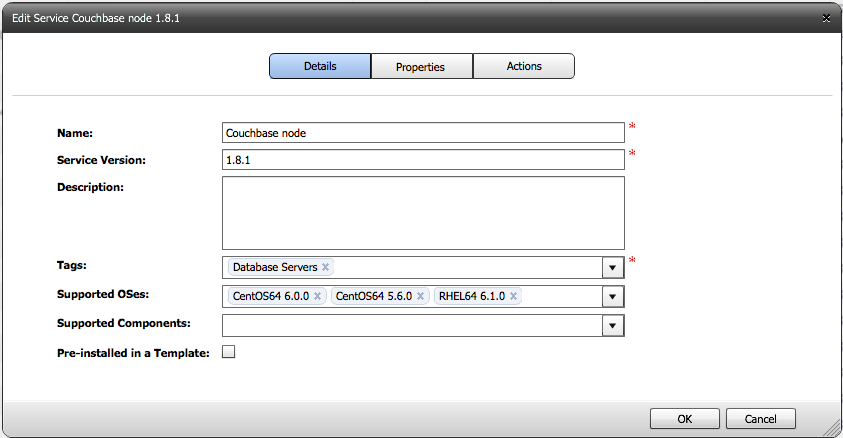 Edit Service Couchbase node 1.8.1
Details Properties Actions
Name: Couchbase node *
Service Version: 1.8.1 *
Description:
Tags: Database Servers *
Supported OSes: CentOS64 6.0.0 CentOS64 5.6.0 RHEL64 6.1.0
Supported Components:
Pre-installed in a Template:
OK Cancel